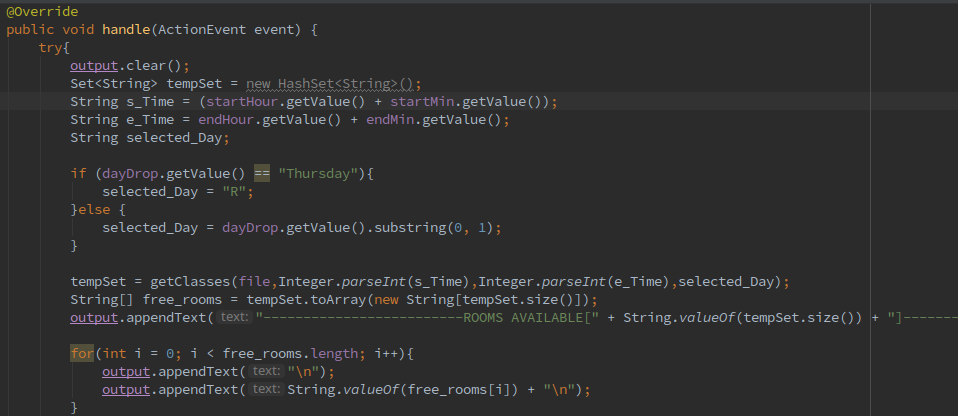 @Override
public void handle(ActionEvent event) {
try{
output.clear();
Set<String> tempSet = new HashSet<String>();
String s_Time = (startHour.getValue() + startMin.getValue());
String e_Time = endHour.getValue() + endMin.getValue();
String selected_Day;
if (dayDrop.getValue() == "Thursday"){
selected_Day = "R";
}else {
selected_Day = dayDrop.getValue().substring(0, 1);
}
tempSet = getClasses(file,Integer.parseInt(s_Time),Integer.parseInt(e_Time),selected_Day);
String[] free_rooms = tempSet.toArray(new String[tempSet.size()]);
output.appendText( text: "-------------------------ROOMS AVAILABLE[" + String.valueOf(tempSet.size()) + "]-------
for(int i = 0; i < free_rooms.length; i++){
output.appendText( text: "\n");
output.appendText( text: String.valueOf(free_rooms[i]) + "\n");
}